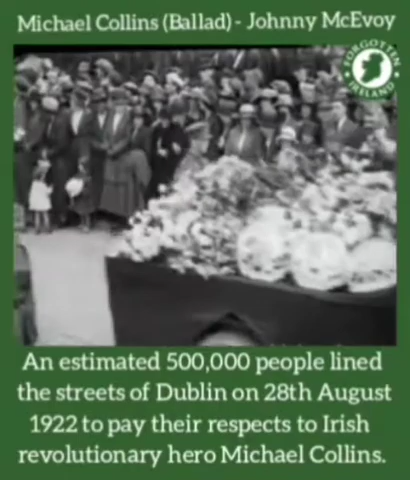 Michael Collins (Ballad) - Johnny McEvoy
FORGOTTEN
IRELAND
An estimated 500,000 people lined
the streets of Dublin on 28th August
1922 to pay their respects to Irish
revolutionary hero Michael Collins.